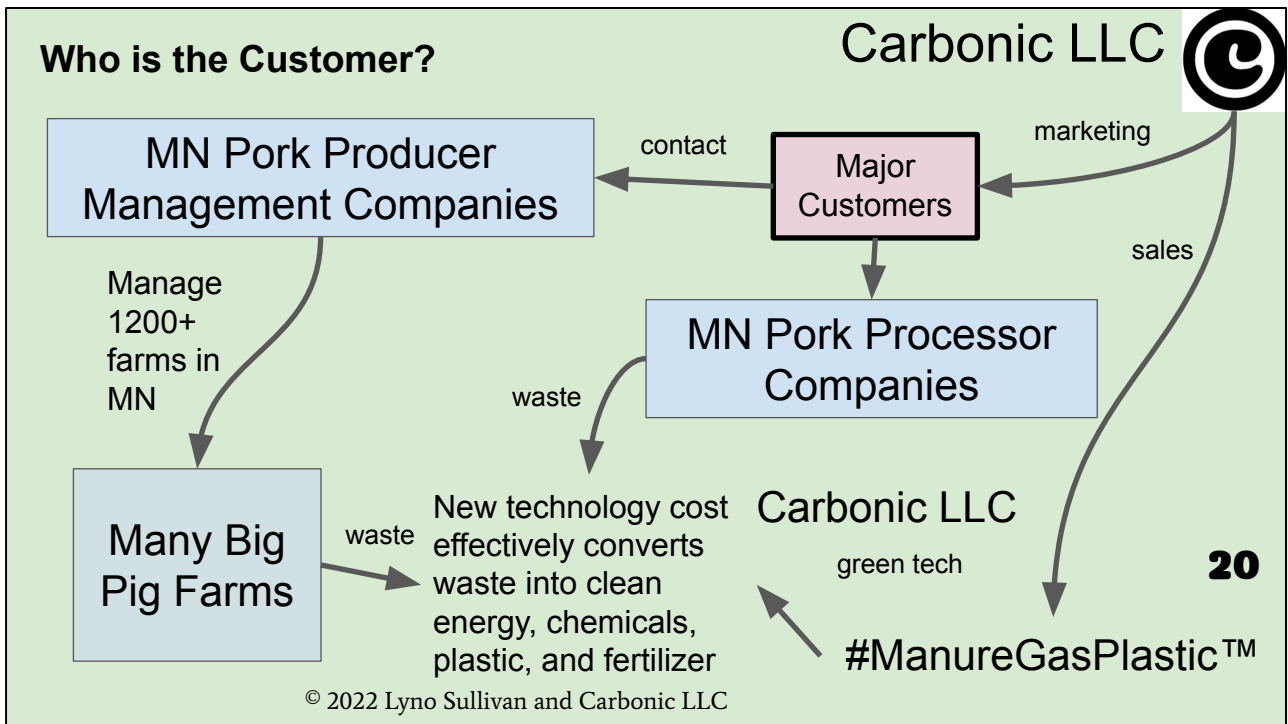 Who is the Customer?
Carbonic LLC
MN Pork Producer
Management Companies
contact
Major
Customers
marketing
sales
Manage
1200+
farms in
MN
MN Pork Processor
Companies
waste
Many Big
Pig Farms
waste
New technology cost
effectively converts
waste into clean
energy, chemicals,
plastic, and fertilizer
Carbonic LLC
green tech
20
#ManureGasPlastic™
© 2022 Lyno Sullivan and Carbonic LLC